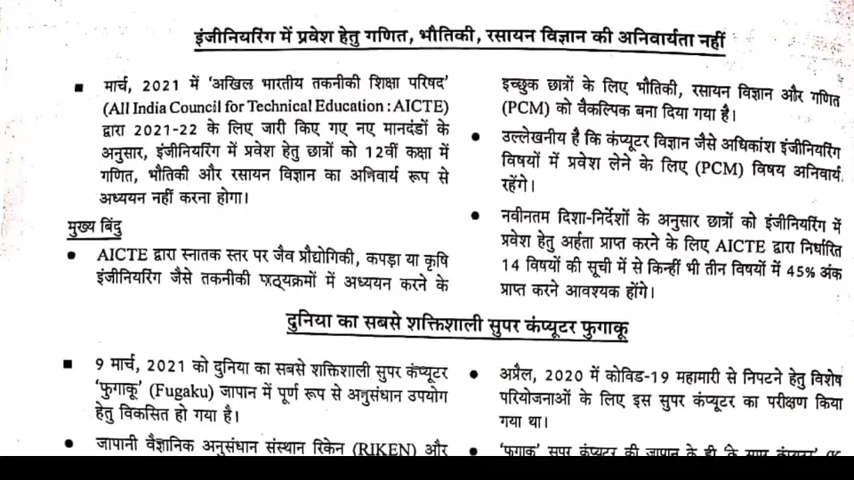 इंजीनियरिंग में प्रवेश हेतु गणित, भौतिकी, रसायन विज्ञान की अनिवार्यता नहीं
■ मार्च, 2021 में ‘अखिल भारतीय तकनीकी शिक्षा परिषद’
(All India Council for Technical Education : AICTE)
द्वारा 2021-22 के लिए जारी किए गए नए मानदंडों के
अनुसार, इंजीनियरिंग में प्रवेश हेतु छात्रों को 12वीं कक्षा में
गणित, भौतिकी और रसायन विज्ञान का अनिवार्य रूप से
अध्ययन नहीं करना होगा।
मुख्य बिंदु
● AICTE द्वारा स्नातक स्तर पर जैव प्रौद्योगिकी, कपड़ा या कृषि
इंजीनियरिंग जैसे तकनीकी पाठ्यक्रमों में अध्ययन करने के
इच्छुक छात्रों के लिए भौतिकी, रसायन विज्ञान और गणित
(PCM) को वैकल्पिक बना दिया गया है।
● उल्लेखनीय है कि कंप्यूटर विज्ञान जैसे अधिकांश इंजीनियरिंग
विषयों में प्रवेश लेने के लिए (PCM) विषय अनिवार्य
रहेंगे।
● नवीनतम दिशा-निर्देशों के अनुसार छात्रों को इंजीनियरिंग में
प्रवेश हेतु अर्हता प्राप्त करने के लिए AICTE द्वारा निर्धारित
14 विषयों की सूची में से किन्हीं भी तीन विषयों में 45% अंक
प्राप्त करने आवश्यक होंगे।
दुनिया का सबसे शक्तिशाली सुपर कंप्यूटर फुगाकू
■ 9 मार्च, 2021 को दुनिया का सबसे शक्तिशाली सुपर कंप्यूटर
‘फुगाकू’ (Fugaku) जापान में पूर्ण रूप से अनुसंधान उपयोग
हेतु विकसित हो गया है।
● जापानी वैज्ञानिक अनुसंधान संस्थान रिकेन (RIKEN) और
● अप्रैल, 2020 में कोविड-19 महामारी से निपटने हेतु विशेष
परियोजनाओं के लिए इस सुपर कंप्यूटर का परीक्षण किया
गया था।
● ‘फुगाकू’ सुपर कंप्यूटर की जापान के ही